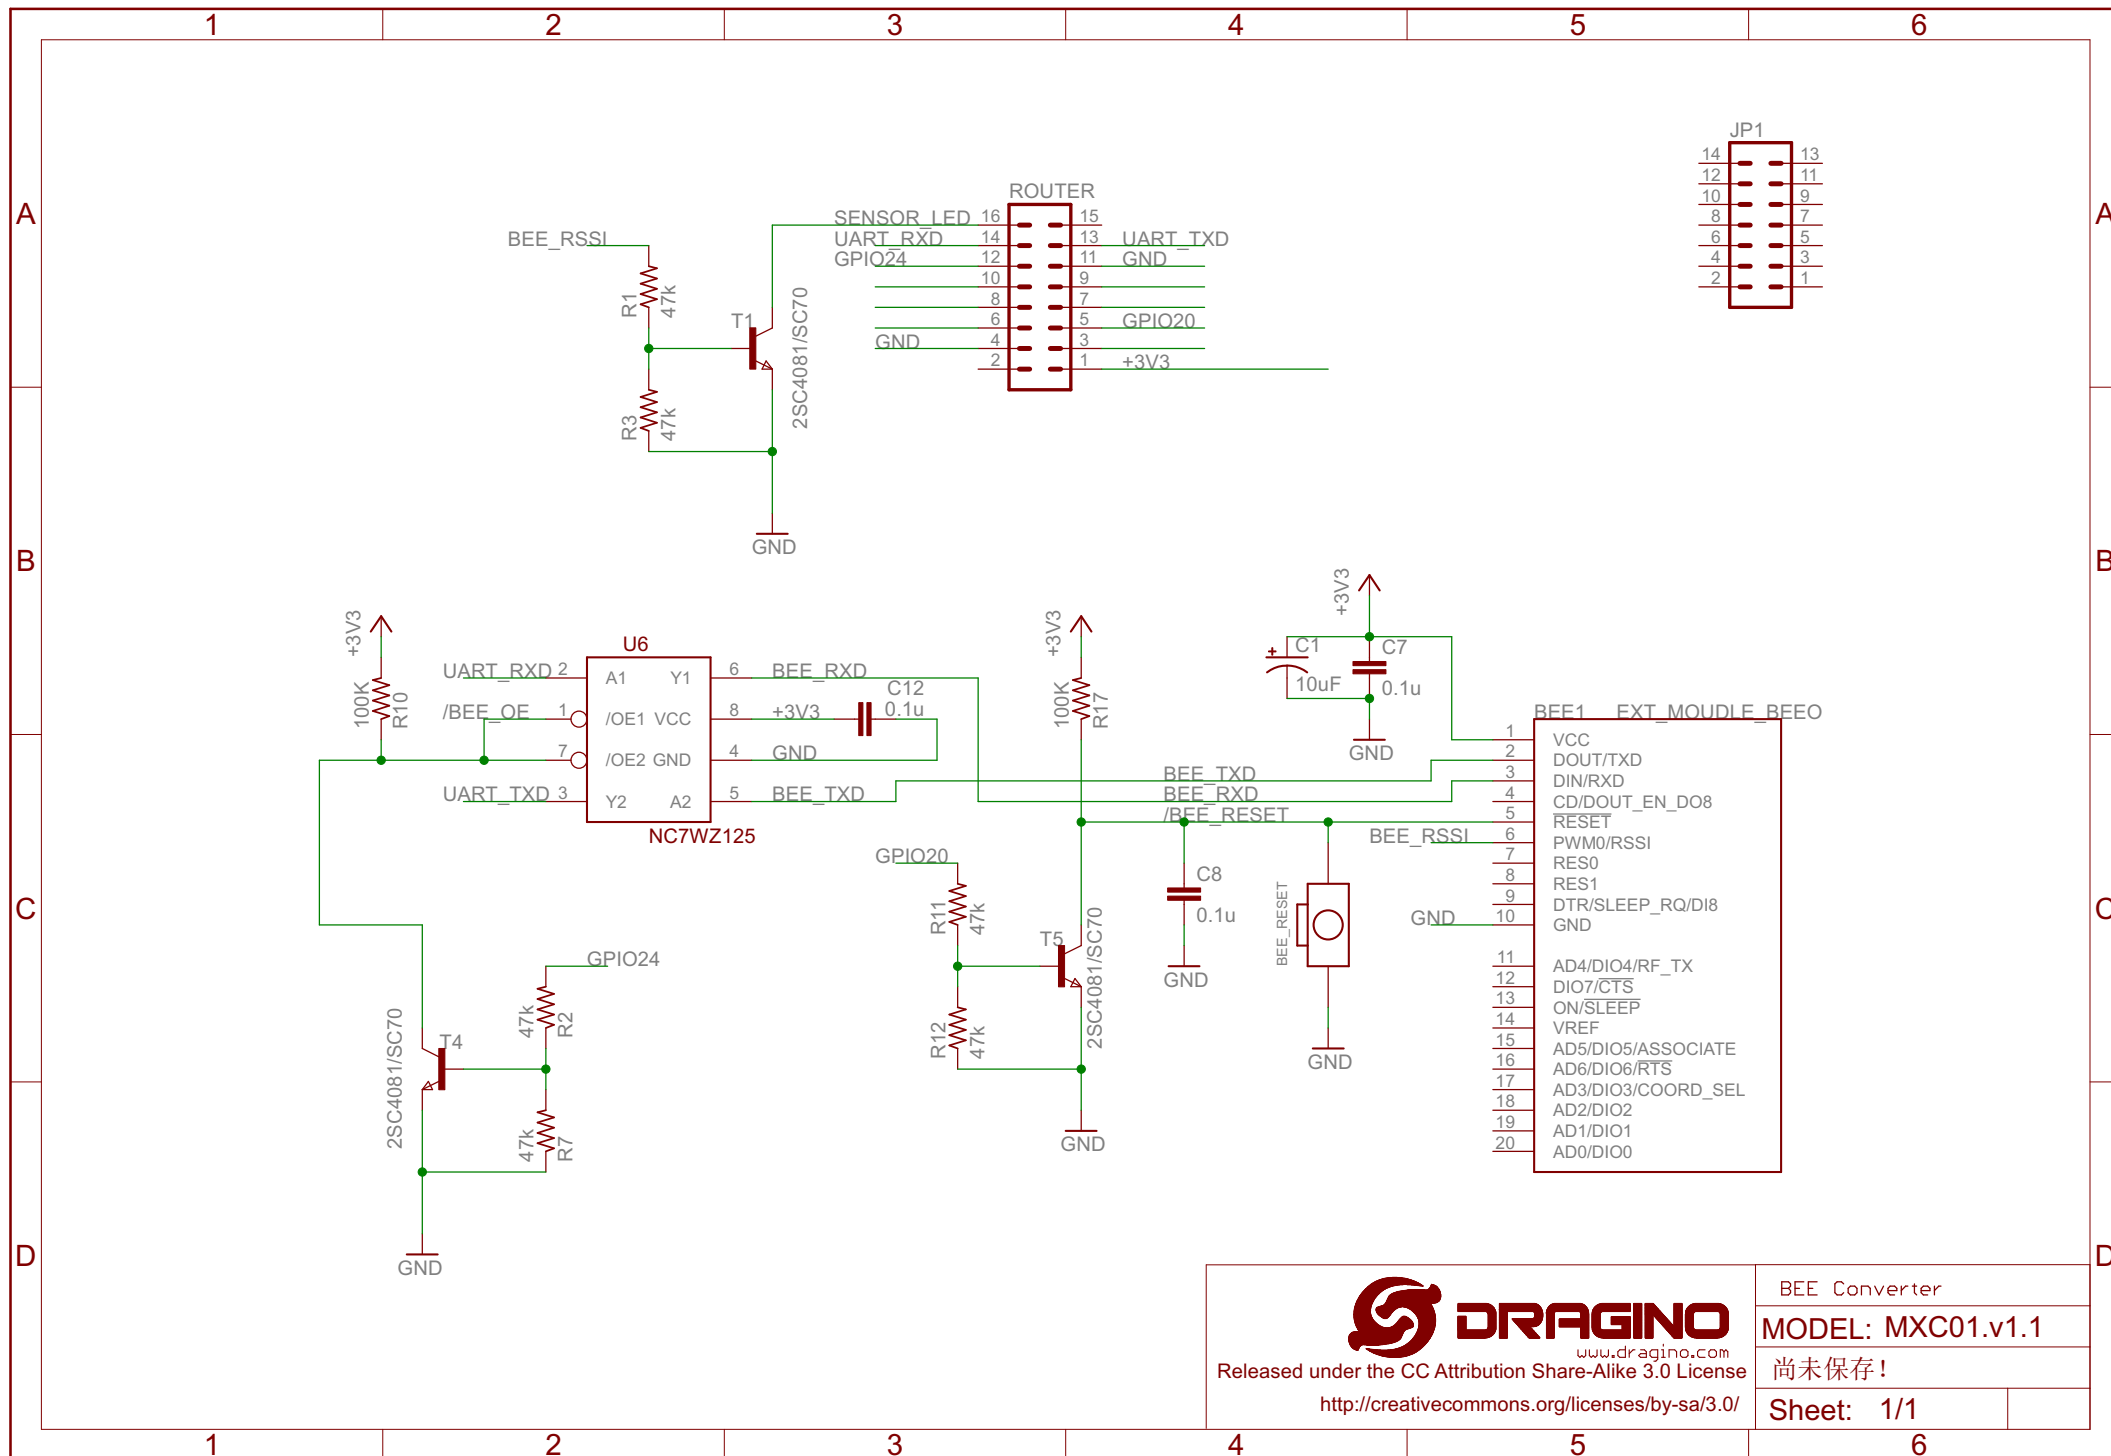 1 2 3 4 5 6
A A
B B
C C
D D
JP1
14 13
12 11
10 9
8 7
6 5
4 3
2 1
ROUTER
SENSOR_LED 16 15
UART_RXD 14 13 UART_TXD
GPIO24 12 11 GND
10 9
8 7
6 5 GPIO20
GND 4 3
2 1 +3V3
BEE_RSSI
R1
47k
T1
2SC4081/SC70
R3
47k
GND
+3V3
100K
R10
U6
UART_RXD 2 A1 Y1 6 BEE_RXD
/BEE_OE 1 /OE1 VCC 8 +3V3
7 /OE2 GND 4 GND
UART_TXD 3 Y2 A2 5 BEE_TXD
NC7WZ125
C12
0.1u
+3V3
100K
R17
+3V3
C1
10uF
C7
0.1u
GND
BEE_TXD
BEE_RXD
/BEE_RESET
BEE_RSSI
GND
BEE1 EXT_MOUDLE_BEEO
1 VCC
2 DOUT/TXD
3 DIN/RXD
4 CD/DOUT_EN_DO8
5 RESET
6 PWM0/RSSI
7 RES0
8 RES1
9 DTR/SLEEP_RQ/DI8
10 GND
11 AD4/DIO4/RF_TX
12 DIO7/CTS
13 ON/SLEEP
14 VREF
15 AD5/DIO5/ASSOCIATE
16 AD6/DIO6/RTS
17 AD3/DIO3/COORD_SEL
18 AD2/DIO2
19 AD1/DIO1
20 AD0/DIO0
GPIO20
R11
47k
T5
2SC4081/SC70
R12
47k
GND
C8
0.1u
GND
BEE_RESET
GND
GPIO24
47k
R2
T4
2SC4081/SC70
47k
R7
GND
DRAGINO
www.dragino.com
Released under the CC Attribution Share-Alike 3.0 License
http://creativecommons.org/licenses/by-sa/3.0/
BEE Converter
MODEL: MXC01.v1.1
尚未保存!
Sheet: 1/1
1 2 3 4 5 6